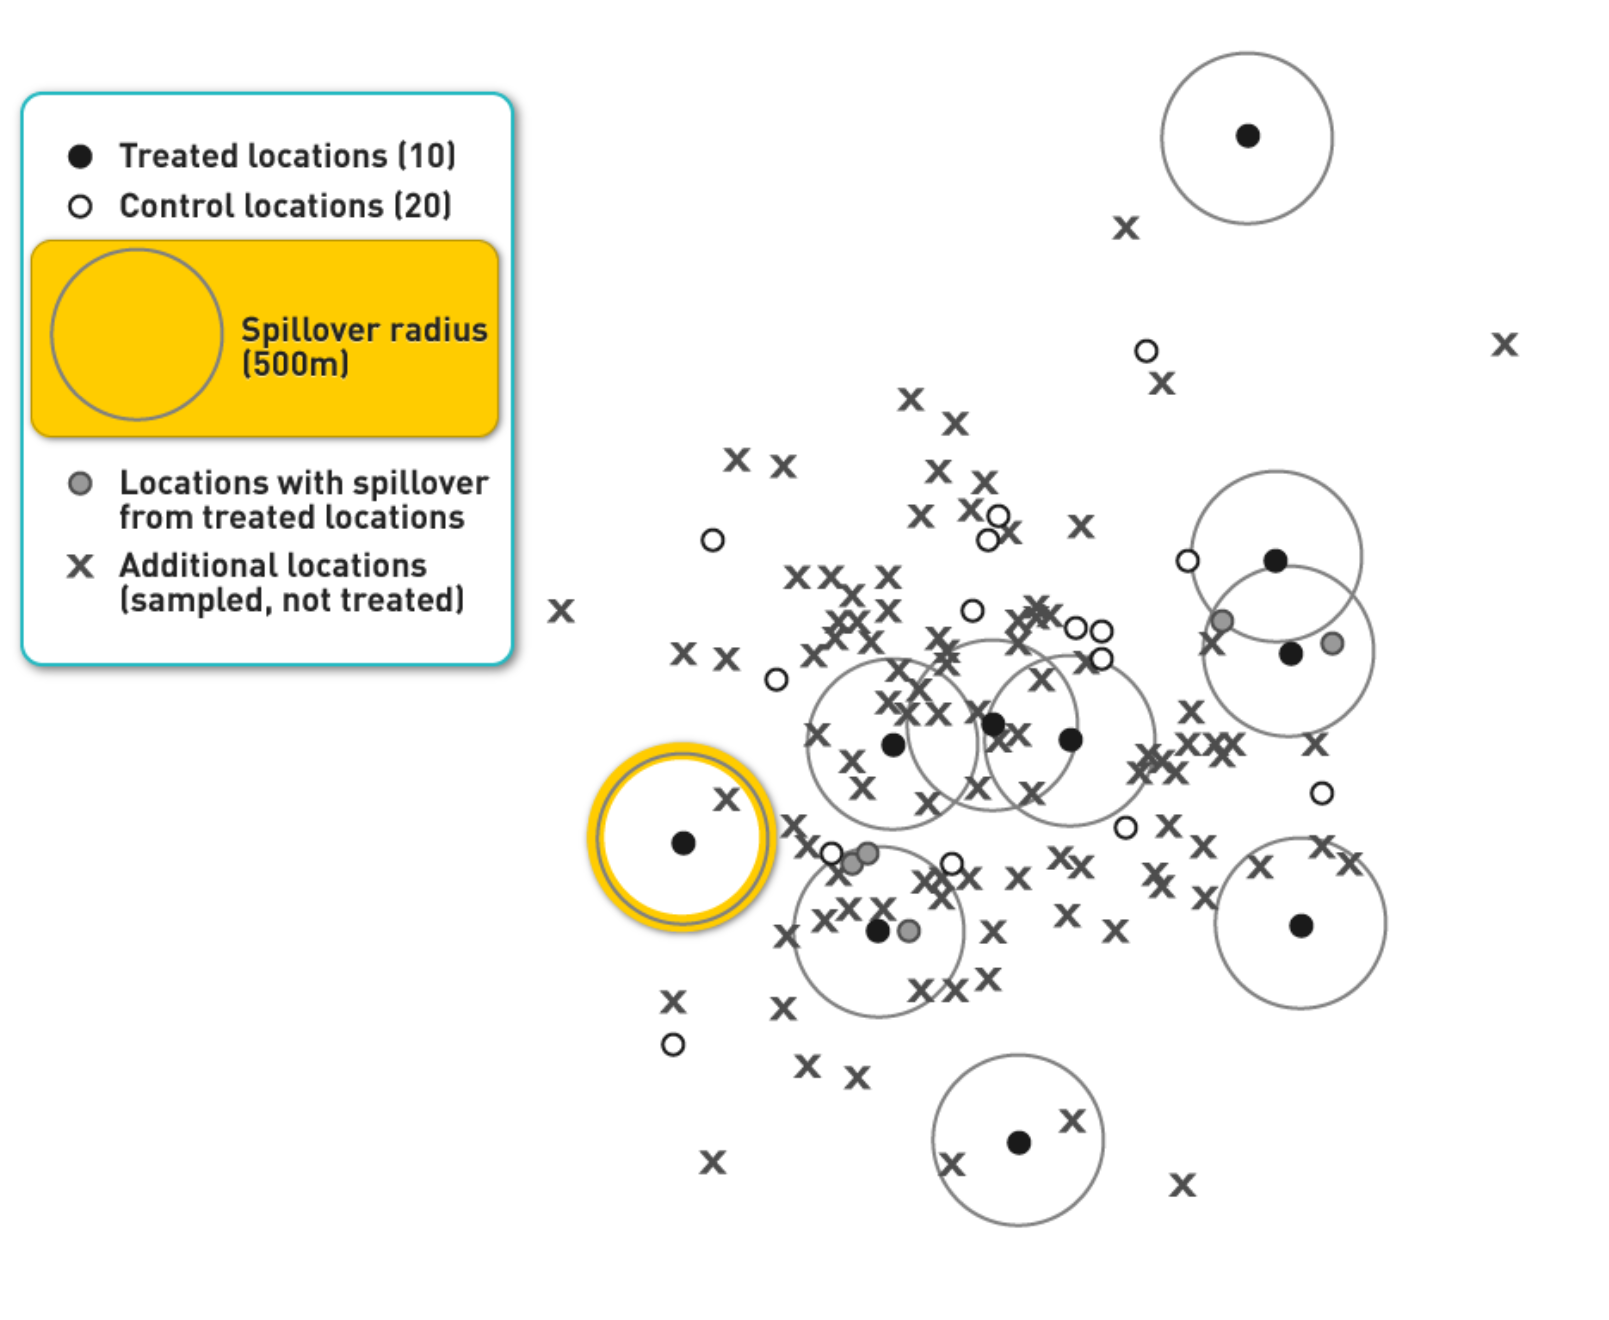 Treated locations (10)
Control locations (20)
Spillover radius
(500m)
Locations with spillover
from treated locations
Additional locations
(sampled, not treated)